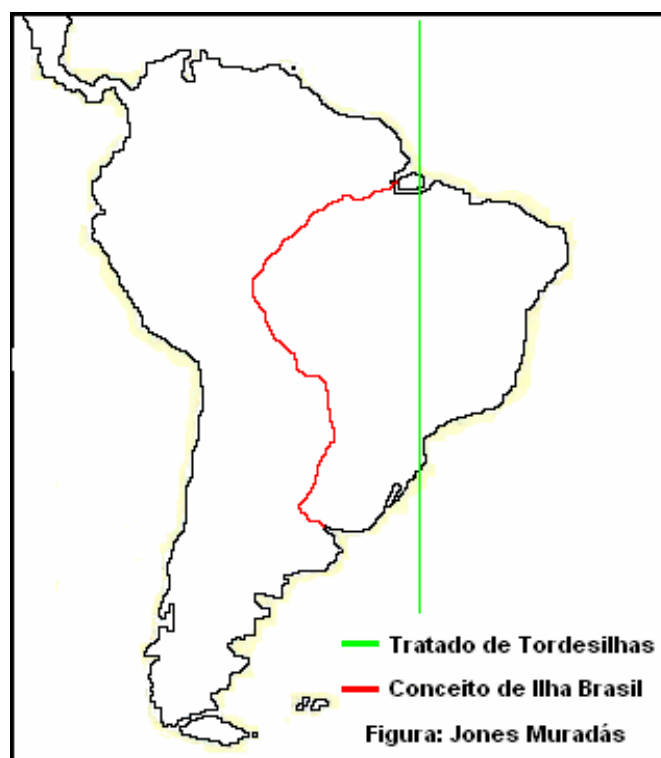 Tratado de Tordesilhas
Conceito de Ilha Brasil
Figura: Jones Muradás